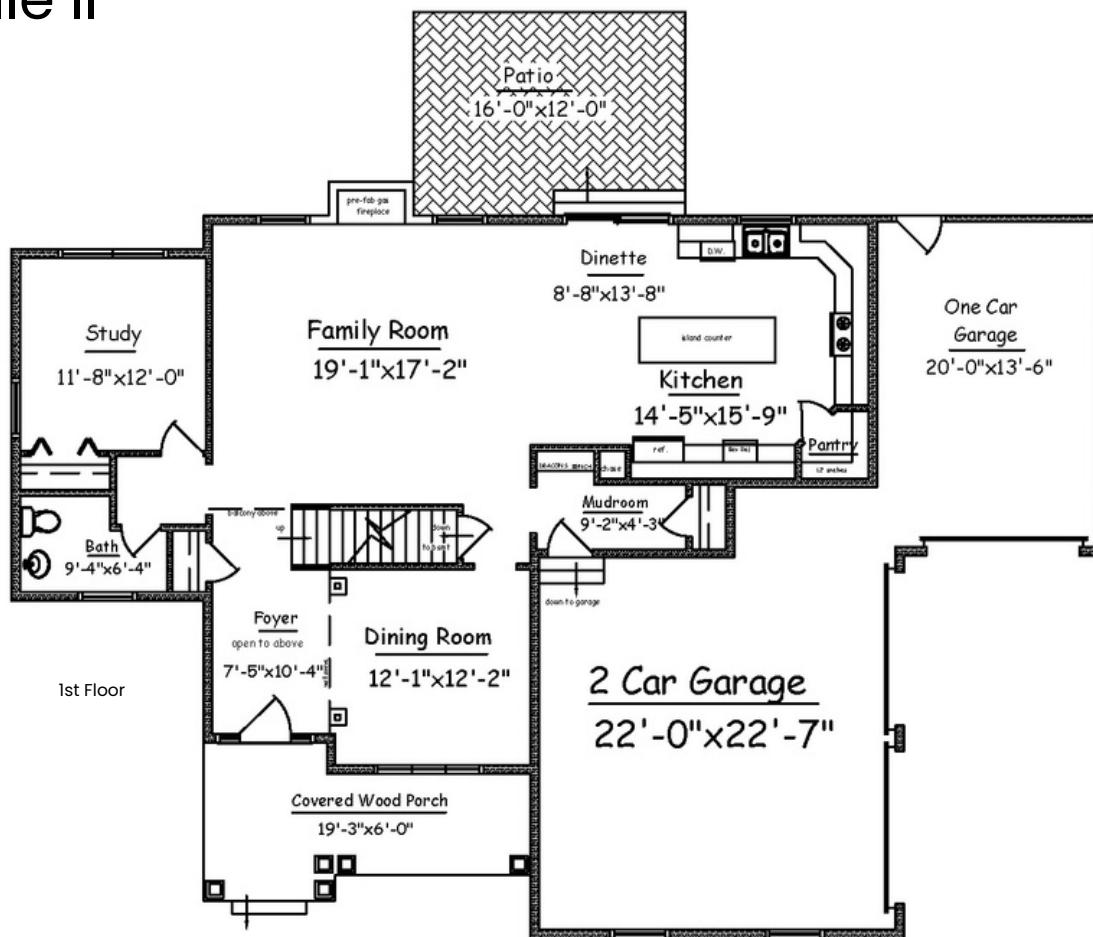 Patio
16'-0"x12'-0"
pre-fab gas
fireplace
D.W.
Dinette
8'-8"x13'-8"
Study
11'-8"x12'-0"
Family Room
19'-1"x17'-2"
island counter
One Car
Garage
20'-0"x13'-6"
Kitchen
14'-5"x15'-9"
Pantry
ref.
chase
12" shelves
Mudroom
9'-2"x4'-3"
balcony above
up
down
Bath
9'-4"x6'-4"
down to garage
Foyer
open to above
7'-5"x10'-4"
Dining Room
12'-1"x12'-2"
1st Floor
2 Car Garage
22'-0"x22'-7"
Covered Wood Porch
19'-3"x6'-0"